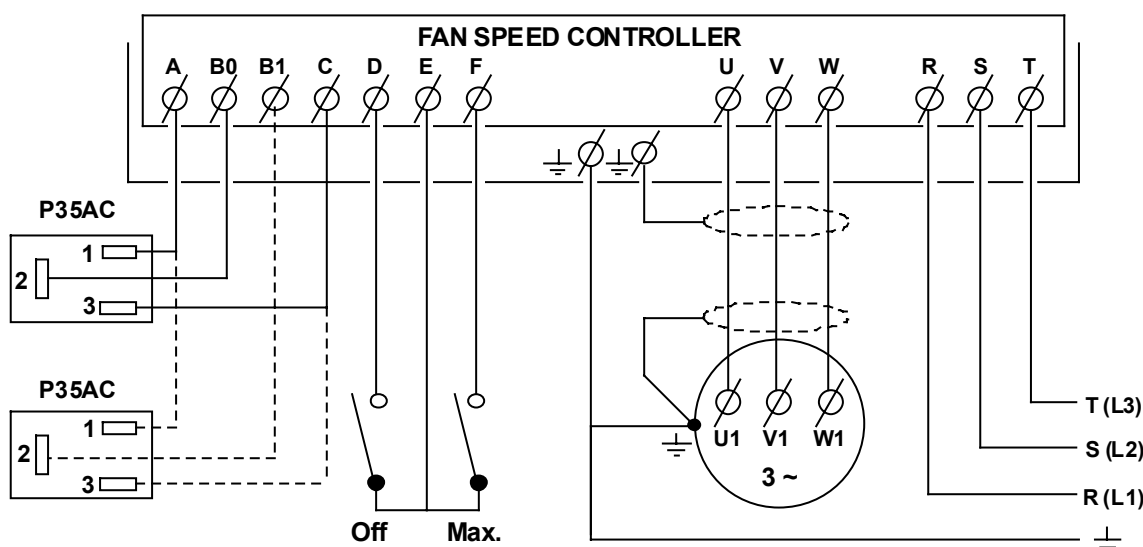 FAN SPEED CONTROLLER
A B0 B1 C D E F U V W R S T
P35AC
1
2
3
P35AC
1
2
3
U1 V1 W1
3 ~
T (L3)
S (L2)
R (L1)
Off Max.